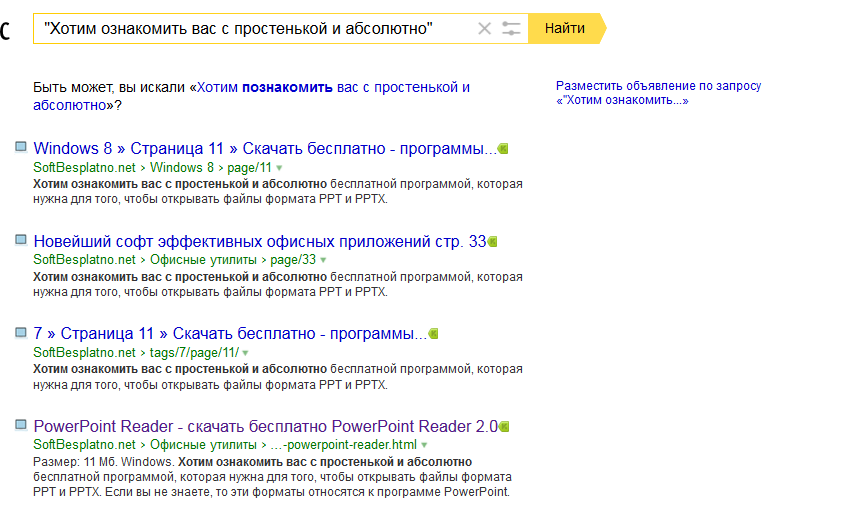 с
"Хотим ознакомить вас с простенькой и абсолютно"
Найти
Быть может, вы искали «Хотим познакомить вас с простенькой и
абсолютно»?
Разместить объявление по запросу
«"Хотим ознакомить...»
Windows 8 » Страница 11 » Скачать бесплатно - программы...
SoftBesplatno.net › Windows 8 › page/11
Хотим ознакомить вас с простенькой и абсолютно бесплатной программой, которая
нужна для того, чтобы открывать файлы формата PPT и PPTX.
Новейший софт эффективных офисных приложений стр. 33
SoftBesplatno.net › Офисные утилиты › page/33
Хотим ознакомить вас с простенькой и абсолютно бесплатной программой, которая
нужна для того, чтобы открывать файлы формата PPT и PPTX.
7 » Страница 11 » Скачать бесплатно - программы...
SoftBesplatno.net › tags/7/page/11/
Хотим ознакомить вас с простенькой и абсолютно бесплатной программой, которая
нужна для того, чтобы открывать файлы формата PPT и PPTX.
PowerPoint Reader - скачать бесплатно PowerPoint Reader 2.0
SoftBesplatno.net › Офисные утилиты › ...-powerpoint-reader.html
Размер: 11 Мб. Windows. Хотим ознакомить вас с простенькой и абсолютно
бесплатной программой, которая нужна для того, чтобы открывать файлы формата
PPT и PPTX. Если вы не знаете, то эти форматы относятся к программе PowerPoint.